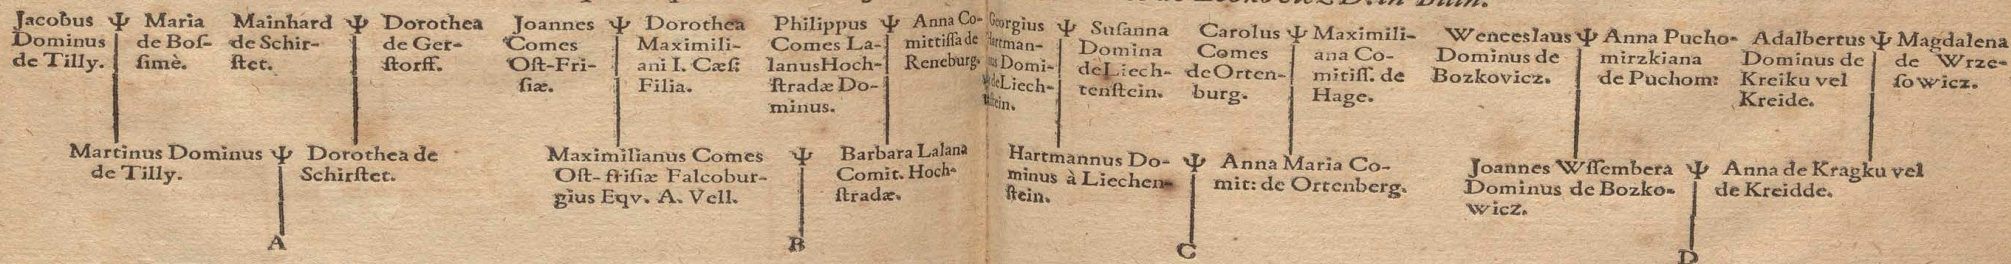 Jacobus Ψ Maria
Dominus de Boſ-
de Tilly. ſimè.
Mainhard Ψ Dorothea
de Schir- de Ger-
ſtet. ſtorff.
Joannes Ψ Dorothea
Comes Maximili-
Oſt-Fri- ani I. Cæſ:
ſiæ. Filia.
Philippus Ψ Anna Co-
Comes La- mitiſſa de
lanus Hoch- Reneburg.
ſtradæ Do-
minus.
Georgius Ψ Suſanna
Hartman- Domina
Domi- de Liech-
de Liech- tenſtein.
Carolus Ψ Maximili-
Comes ana Co-
de Orten- mitiſſ. de
burg. Hage.
Wenceslaus Ψ Anna Pucho-
Dominus de mirzkiana
Bozkovicz. de Puchom:
Adalbertus Ψ Magdalena
Dominus de de Wrze-
Kreiku vel ſowicz.
Kreide.
Martinus Dominus Ψ Dorothea de
de Tilly. Schirſtet.
Maximilianus Comes Ψ Barbara Lalana
Oſt-friſiæ Falcobur- Comit. Hoch-
gius Eqv. A. Vell. ſtradæ.
Hartmannus Do- Ψ Anna Maria Co-
minus à Liechen- mit: de Ortenberg.
ſtein.
Joannes Wſſembera Ψ Anna de Kragku vel
Dominus de Bozko- de Kreidde.
wicz.
A B C D